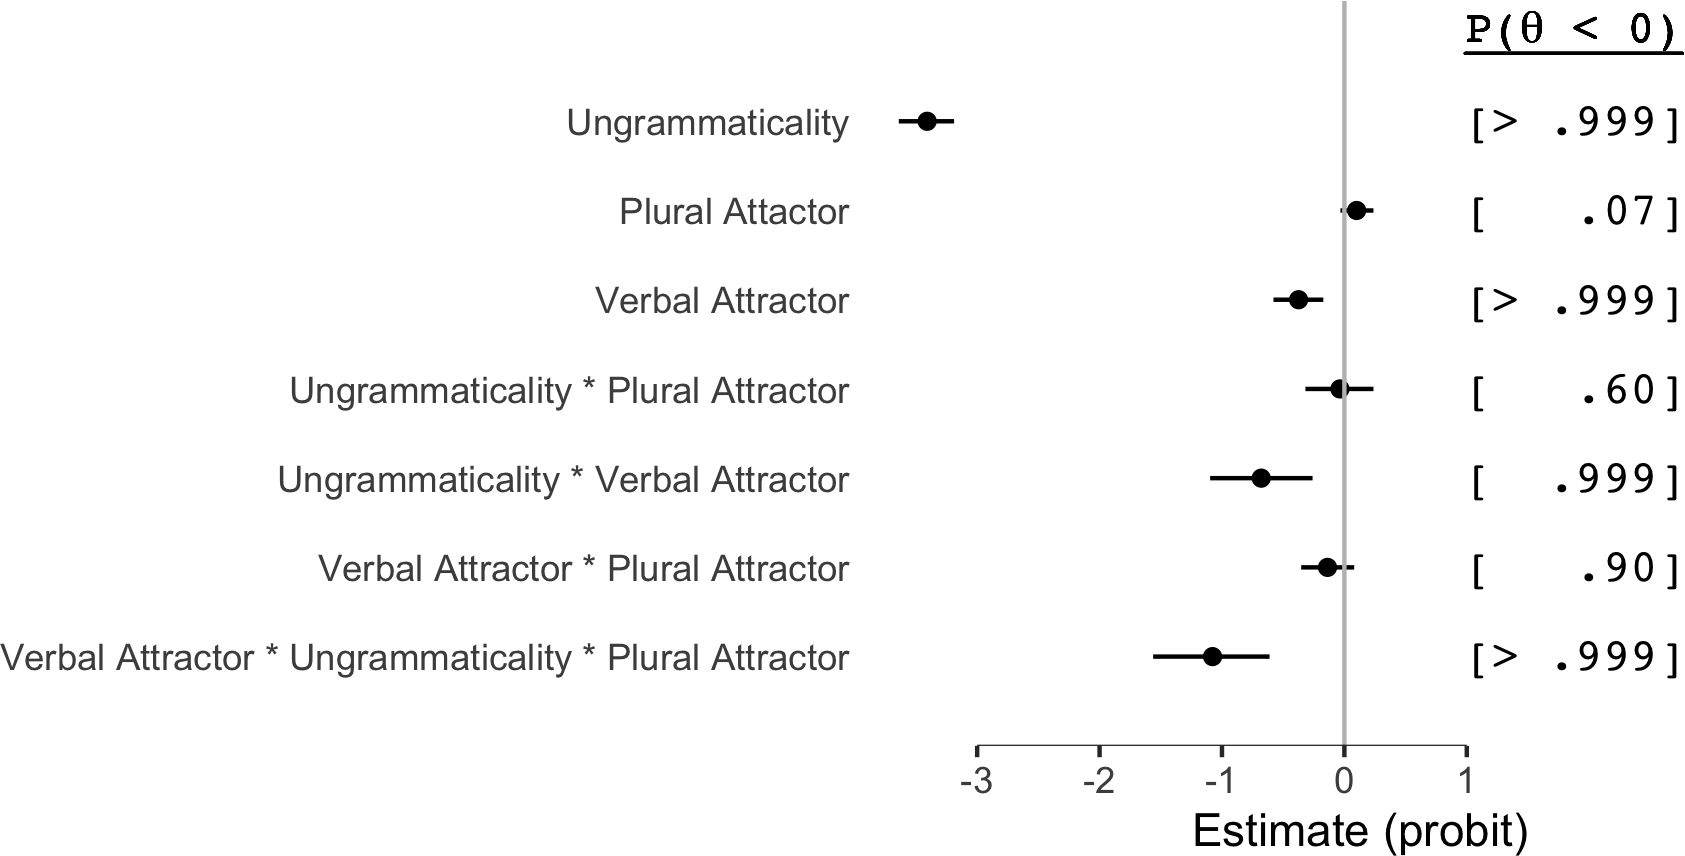 P(θ < 0)
Ungrammaticality [> .999]
Plural Attactor [ .07]
Verbal Attractor [> .999]
Ungrammaticality * Plural Attractor [ .60]
Ungrammaticality * Verbal Attractor [ .999]
Verbal Attractor * Plural Attractor [ .90]
Verbal Attractor * Ungrammaticality * Plural Attractor [> .999]
-3 -2 -1 0 1
Estimate (probit)